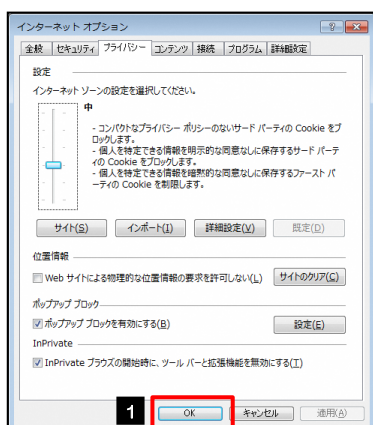 インターネット オプション
全般 セキュリティ プライバシー コンテンツ 接続 プログラム 詳細設定
設定
インターネット ゾーンの設定を選択してください。
中
- コンパクトなプライバシー ポリシーのないサード パーティの Cookie をブ
ロックします。
- 個人を特定できる情報を明示的な同意なしに保存するサード パーテ
ィの Cookie をブロックします。
- 個人を特定できる情報を暗黙的な同意なしに保存するファースト パ
ーティの Cookie を制限します。
サイト(S) インポート(I) 詳細設定(V) 既定(D)
位置情報
Web サイトによる物理的な位置情報の要求を許可しない(L) サイトのクリア(C)
ポップアップ ブロック
ポップアップ ブロックを有効にする(B) 設定(E)
InPrivate
InPrivate ブラウズの開始時に、ツール バーと拡張機能を無効にする(T)
1 OK キャンセル 適用(A)